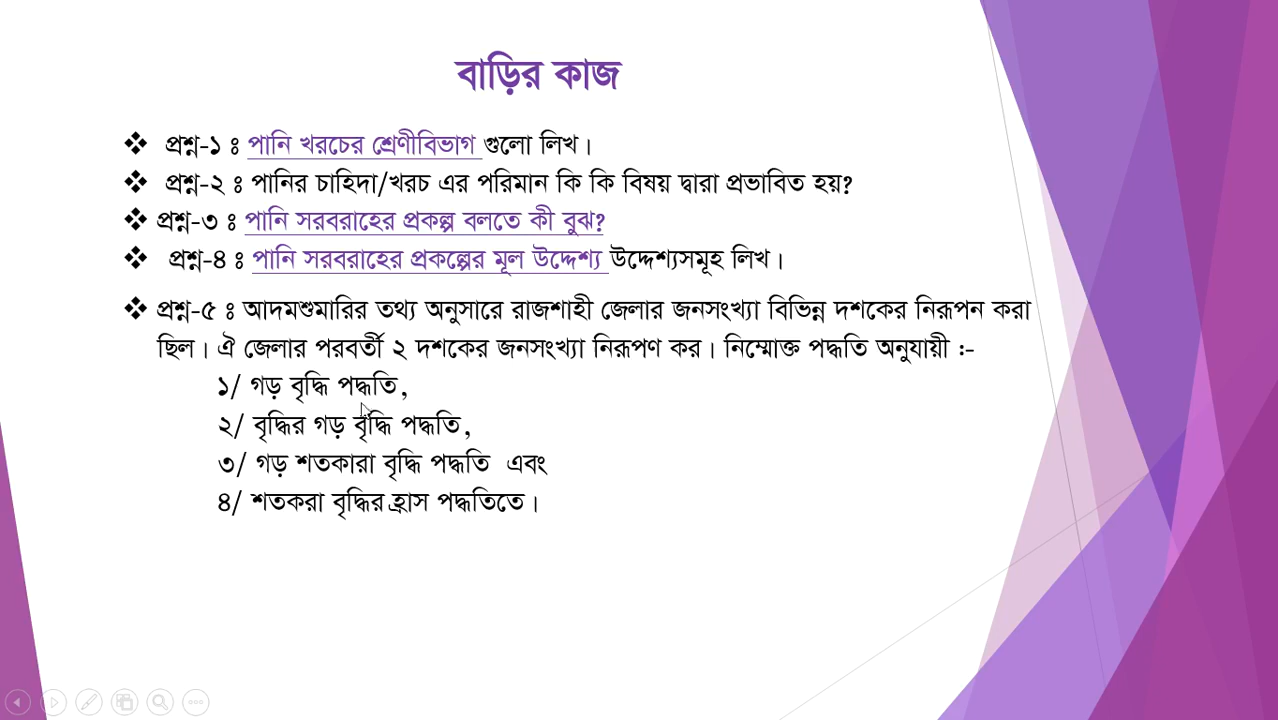 বাড়ির কাজ
❖ প্রশ্ন-১ ঃ পানি খরচের শ্রেণীবিভাগ গুলো লিখ।
❖ প্রশ্ন-২ ঃ পানির চাহিদা/খরচ এর পরিমান কি কি বিষয় দ্বারা প্রভাবিত হয়?
❖ প্রশ্ন-৩ ঃ পানি সরবরাহের প্রকল্প বলতে কী বুঝ?
❖ প্রশ্ন-৪ ঃ পানি সরবরাহের প্রকল্পের মূল উদ্দেশ্য উদ্দেশ্যসমূহ লিখ।
❖ প্রশ্ন-৫ ঃ আদমশুমারির তথ্য অনুসারে রাজশাহী জেলার জনসংখ্যা বিভিন্ন দশকের নিরূপন করা
ছিল। ঐ জেলার পরবর্তী ২ দশকের জনসংখ্যা নিরূপণ কর। নিম্মোক্ত পদ্ধতি অনুযায়ী :-
১/ গড় বৃদ্ধি পদ্ধতি,
২/ বৃদ্ধির গড় বৃদ্ধি পদ্ধতি,
৩/ গড় শতকারা বৃদ্ধি পদ্ধতি এবং
৪/ শতকরা বৃদ্ধির হ্রাস পদ্ধতিতে।